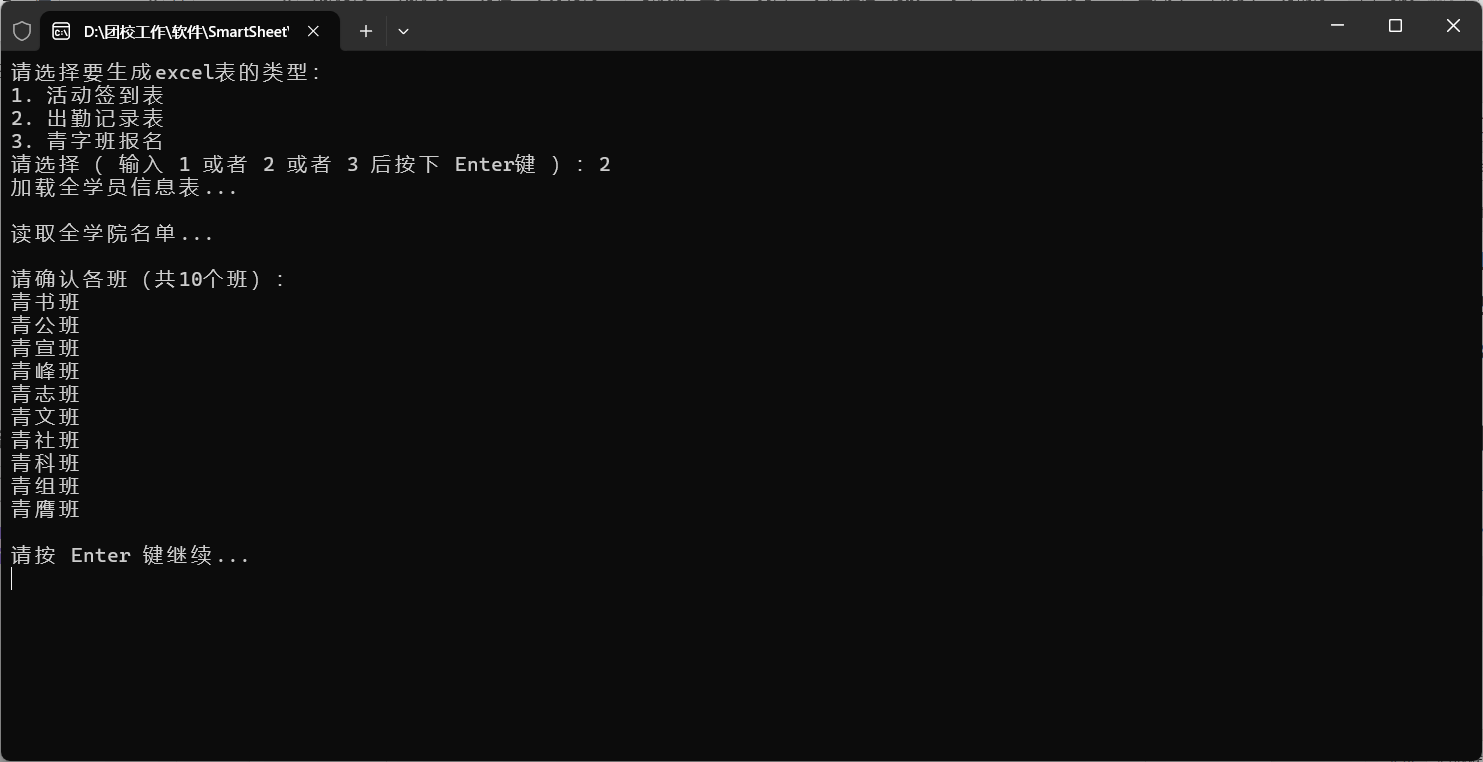 D:\团校工作\软件\SmartSheet'
请选择要生成excel表的类型:
1. 活动签到表
2. 出勤记录表
3. 青字班报名
请选择 ( 输入 1 或者 2 或者 3 后按下 Enter键 ) : 2
加载全学员信息表...
读取全学院名单...
请确认各班 (共10个班) :
青书班
青公班
青宣班
青峰班
青志班
青文班
青社班
青科班
青组班
青膺班
请按 Enter 键继续...